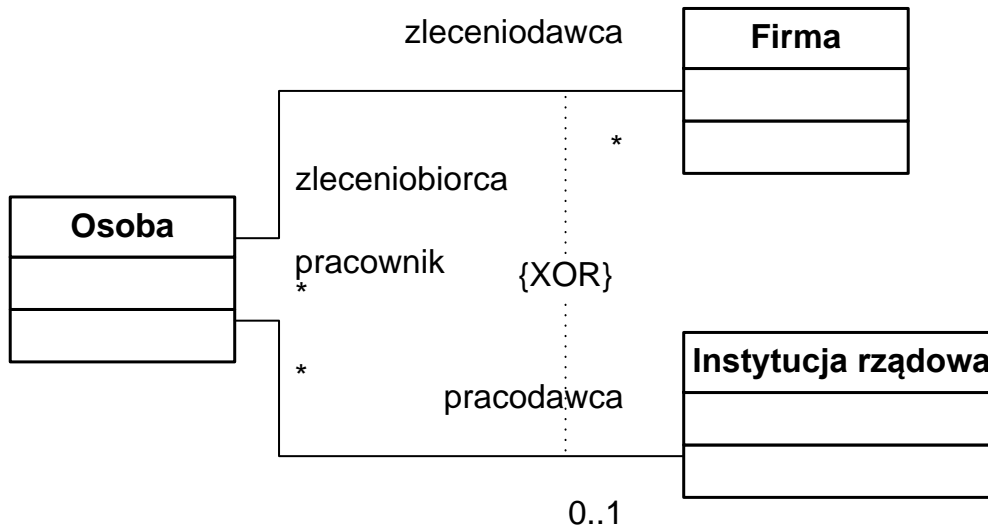 zleceniodawca
Firma
*
zleceniobiorca
Osoba
pracownik
*
{XOR}
*
Instytucja rządowa
pracodawca
0..1